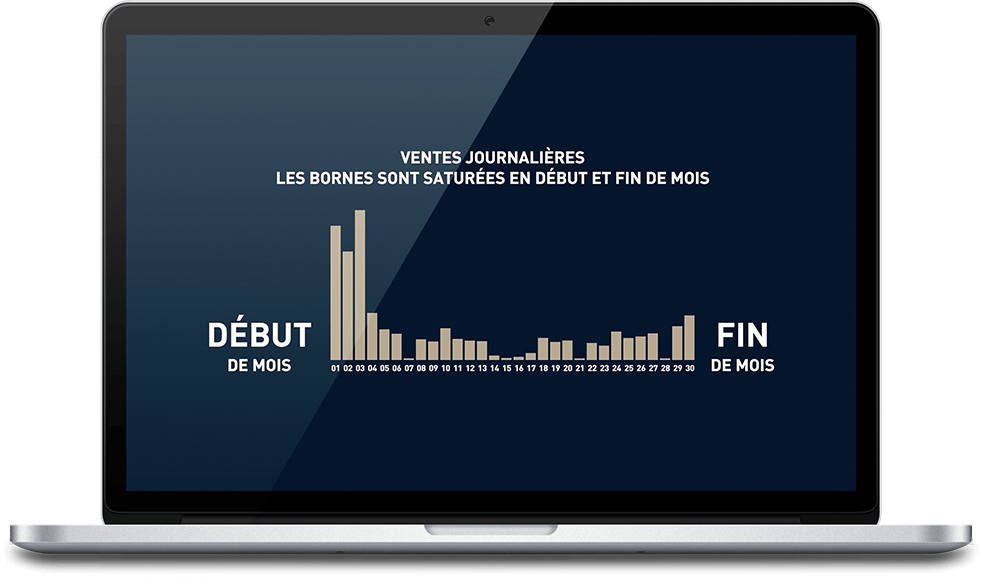 VENTES JOURNALIÈRES
LES BORNES SONT SATURÉES EN DÉBUT ET FIN DE MOIS
DÉBUT
DE MOIS
01 02 03 04 05 06 07 08 09 10 11 12 13 14 15 16 17 18 19 20 21 22 23 24 25 26 27 28 29 30
FIN
DE MOIS